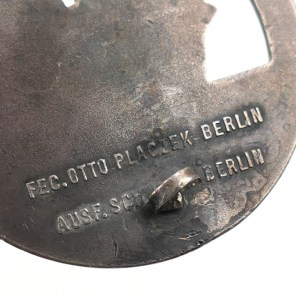 FEC. OTTO PLACZEK BERLIN
AUSF. BERLIN